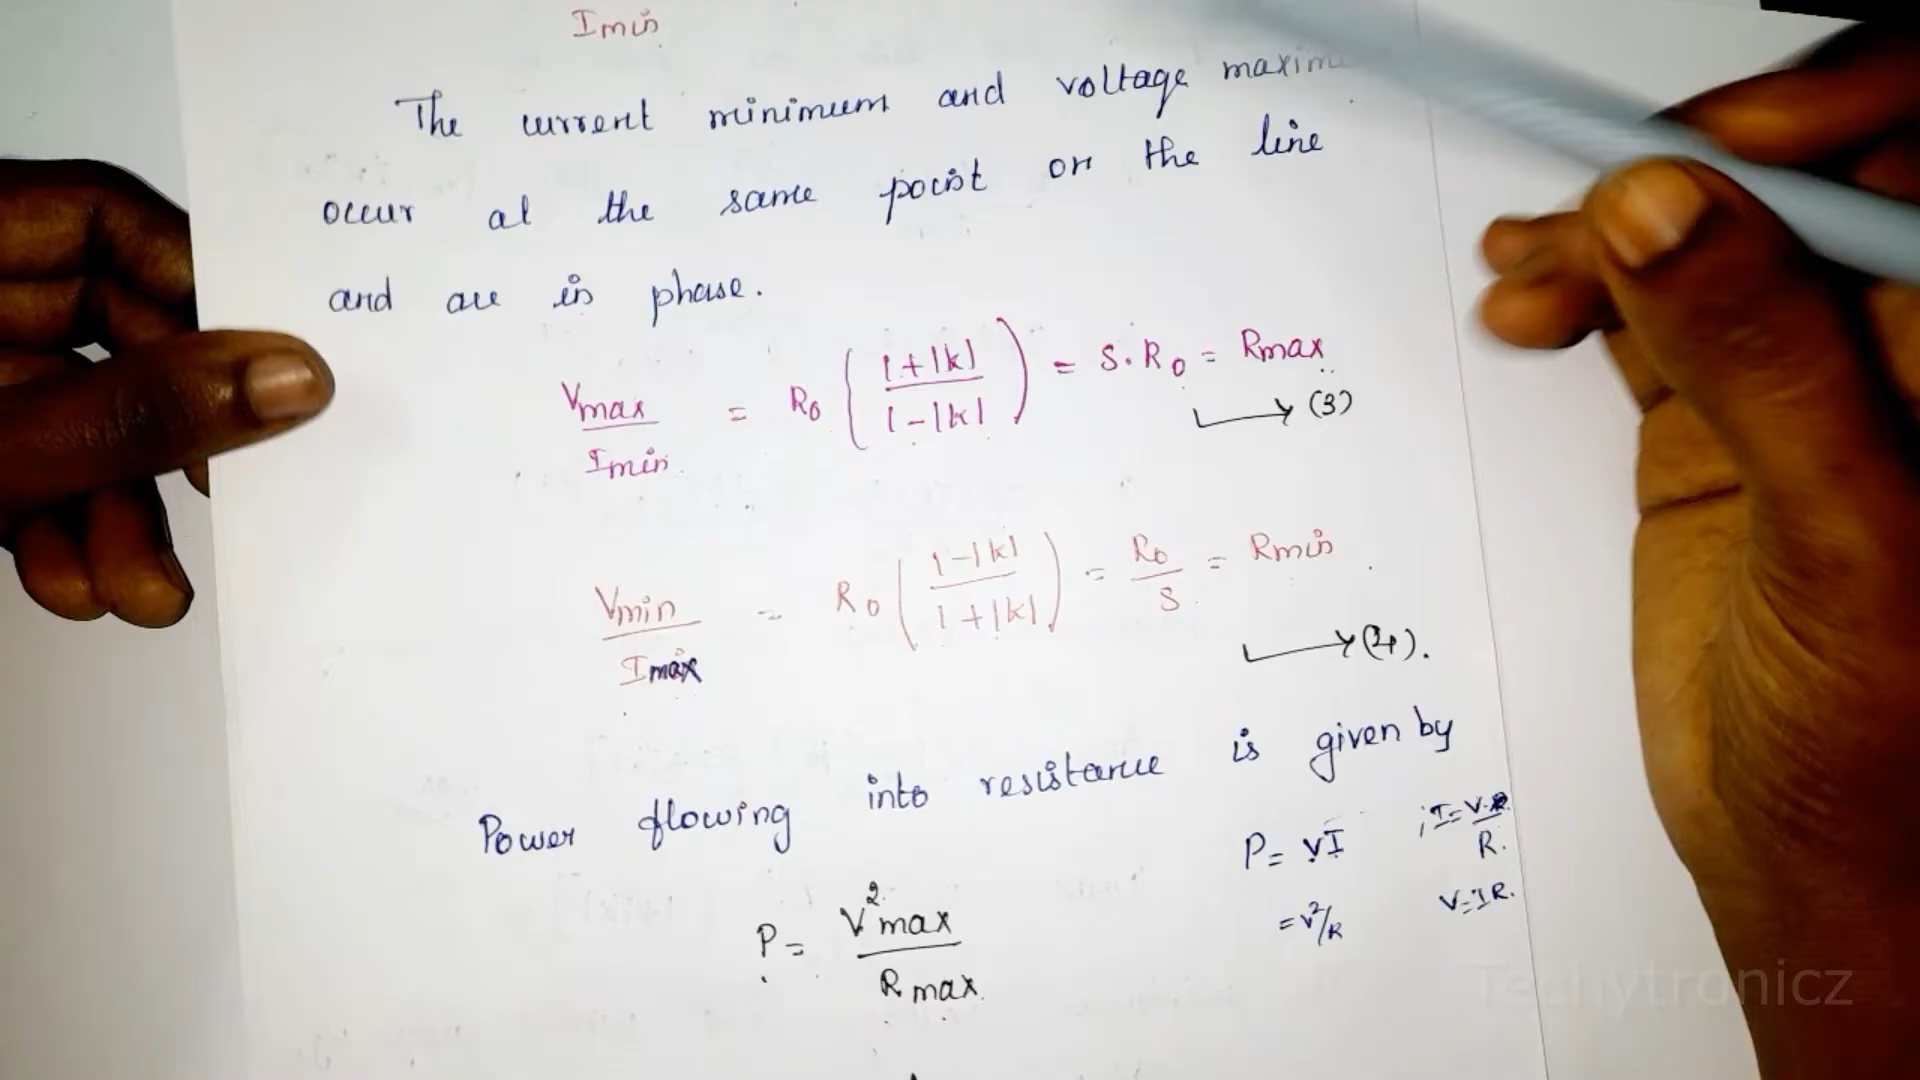 Imin
The current minimum and voltage maxim
occur at the same point on the line
and are in phase.
Vmax / Imin = R0 ( 1+|k| / 1-|k| ) = S.R0 = Rmax
→ (3)
Vmin / Imax = R0 ( 1-|k| / 1+|k| ) = R0 / S = Rmin
→ (4).
Power flowing into resistance is given by
P = VI ; I = V / R.
= V²/R V=IR.
P = V²max / Rmax
Techytronicz